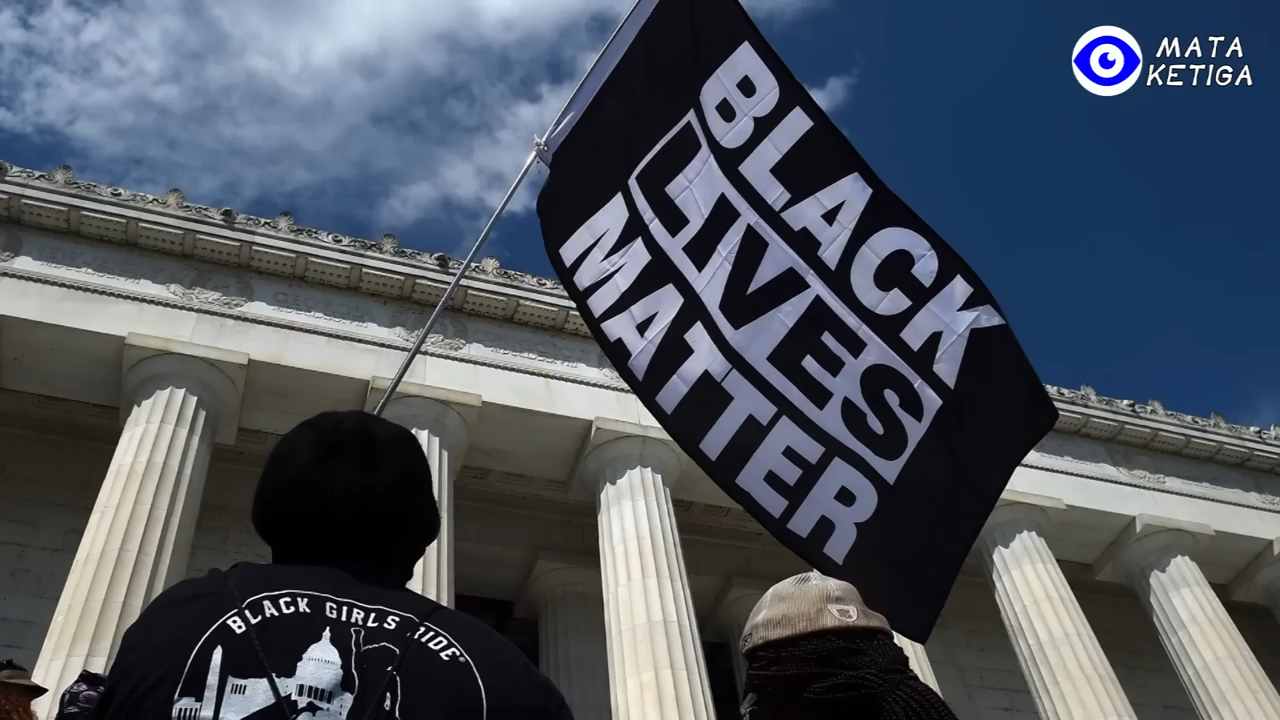 MATA
KETIGA
BLACK
LIVES
MATTER
BLACK GIRLS RIDE